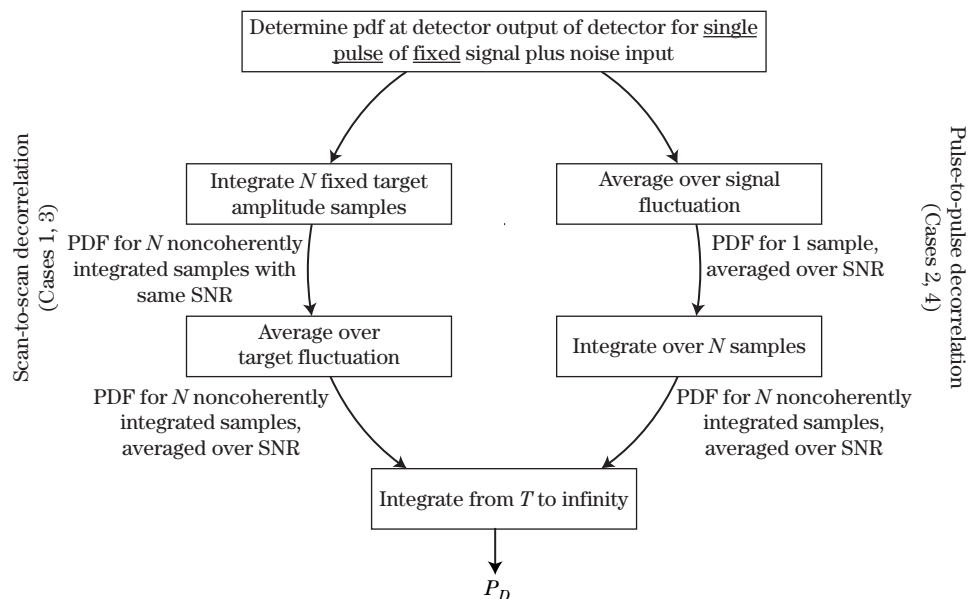 Determine pdf at detector output of detector for single
pulse of fixed signal plus noise input
Scan-to-scan decorrelation
(Cases 1, 3)
Integrate N fixed target
amplitude samples
PDF for N noncoherently
integrated samples with
same SNR
Average over
target fluctuation
PDF for N noncoherently
integrated samples,
averaged over SNR
Average over signal
fluctuation
PDF for 1 sample,
averaged over SNR
Integrate over N samples
PDF for N noncoherently
integrated samples,
averaged over SNR
Pulse-to-pulse decorrelation
(Cases 2, 4)
Integrate from T to infinity
P_D